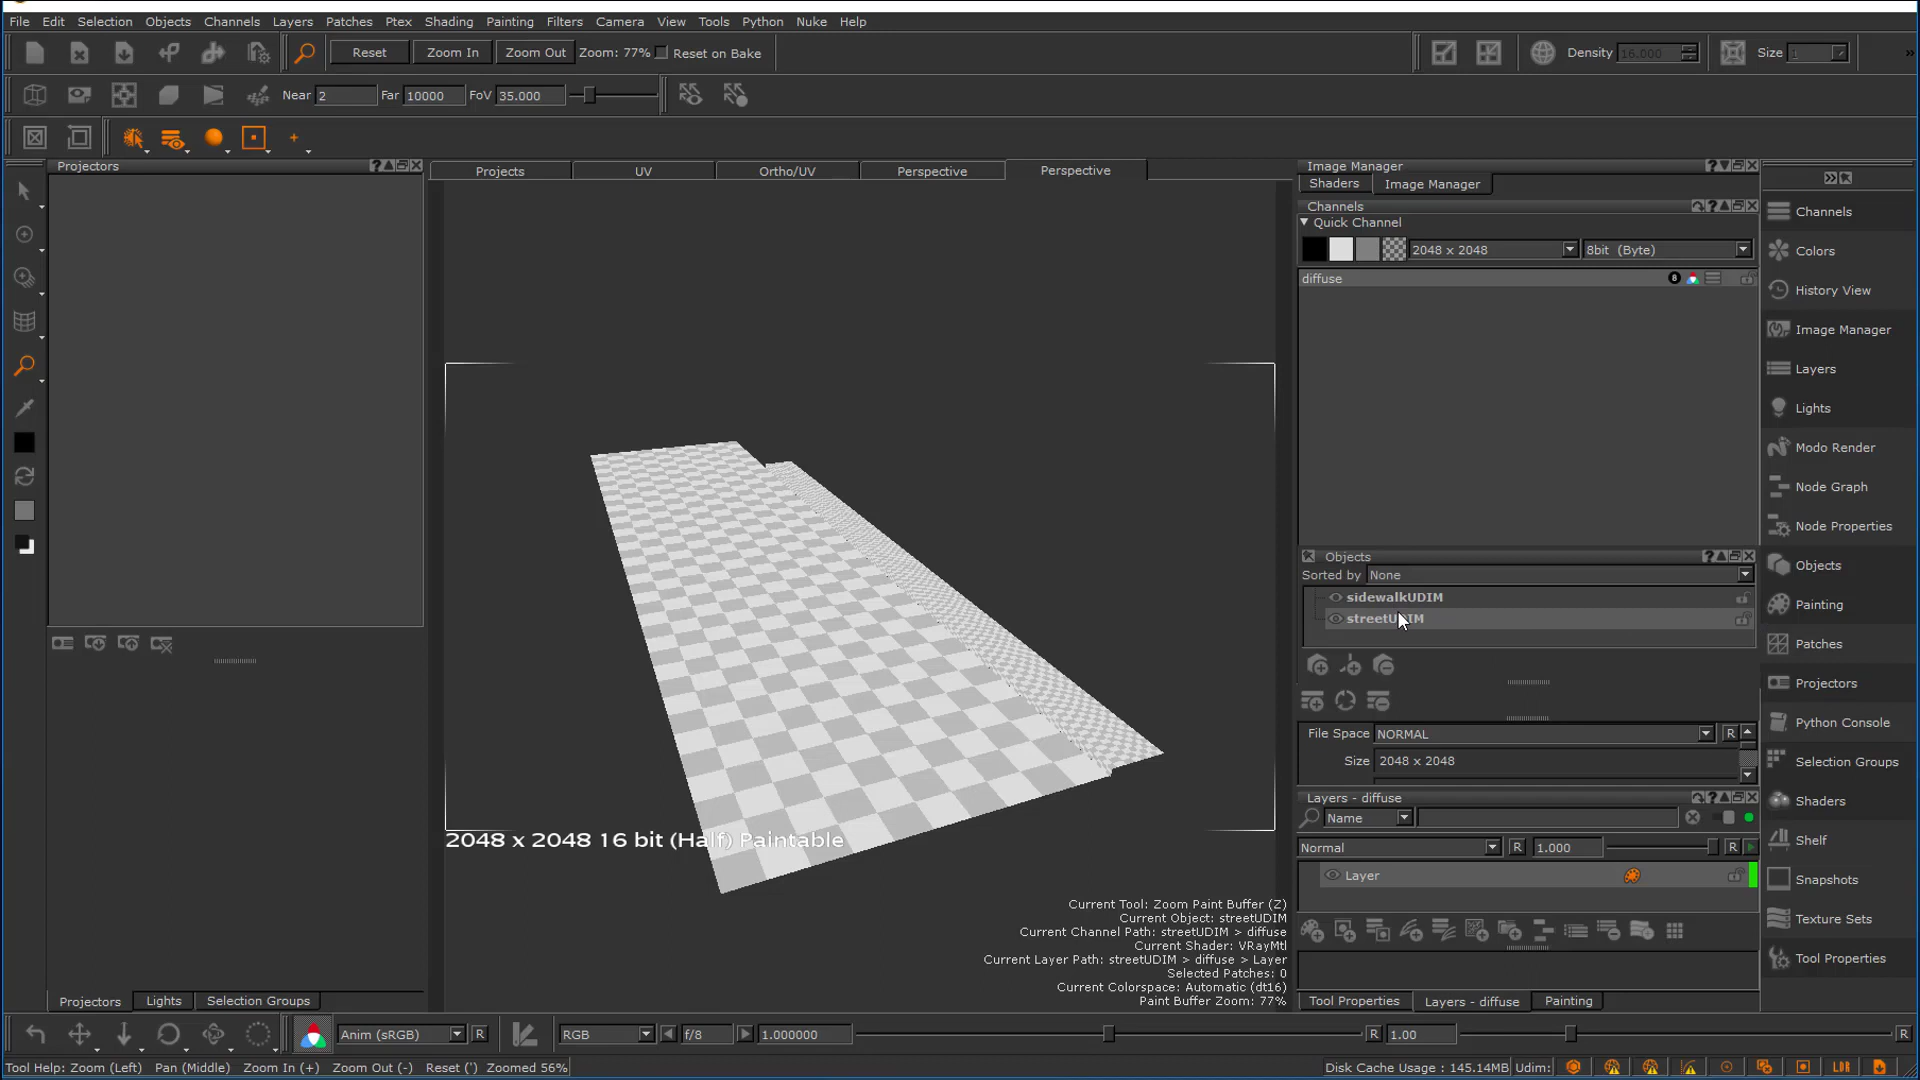 File Edit Selection Objects Channels Layers Patches Ptex Shading Painting Filters Camera View Tools Python Nuke Help
Reset Zoom In Zoom Out Zoom: 77% Reset on Bake Density 16.000 Size 1
Near 2 Far 10000 FoV 35.000
Projectors
Projects UV Ortho/UV Perspective Perspective
Image Manager
Shaders Image Manager
Channels
Quick Channel
2048 x 2048 8bit (Byte)
diffuse
Objects
Sorted by None
sidewalkUDIM
streetUDIM
File Space NORMAL R
Size 2048 x 2048
Layers - diffuse
Name
Normal R 1.000 R
Layer
Tool Properties Layers - diffuse Painting
Channels
Colors
History View
Image Manager
Layers
Lights
Modo Render
Node Graph
Node Properties
Objects
Painting
Patches
Projectors
Python Console
Selection Groups
Shaders
Shelf
Snapshots
Texture Sets
Tool Properties
2048 x 2048 16 bit (Half) Paintable
Current Tool: Zoom Paint Buffer (Z)
Current Object: streetUDIM
Current Channel Path: streetUDIM > diffuse
Current Shader: VRayMtl
Current Layer Path: streetUDIM > diffuse > Layer
Selected Patches: 0
Current Colorspace: Automatic (dt16)
Paint Buffer Zoom: 77%
Projectors Lights Selection Groups
Anim (sRGB) R RGB f/8 1.000000 R 1.00 R
Tool Help: Zoom (Left) Pan (Middle) Zoom In (+) Zoom Out (-) Reset (') Zoomed 56% Disk Cache Usage : 145.14MB Udim: LDR